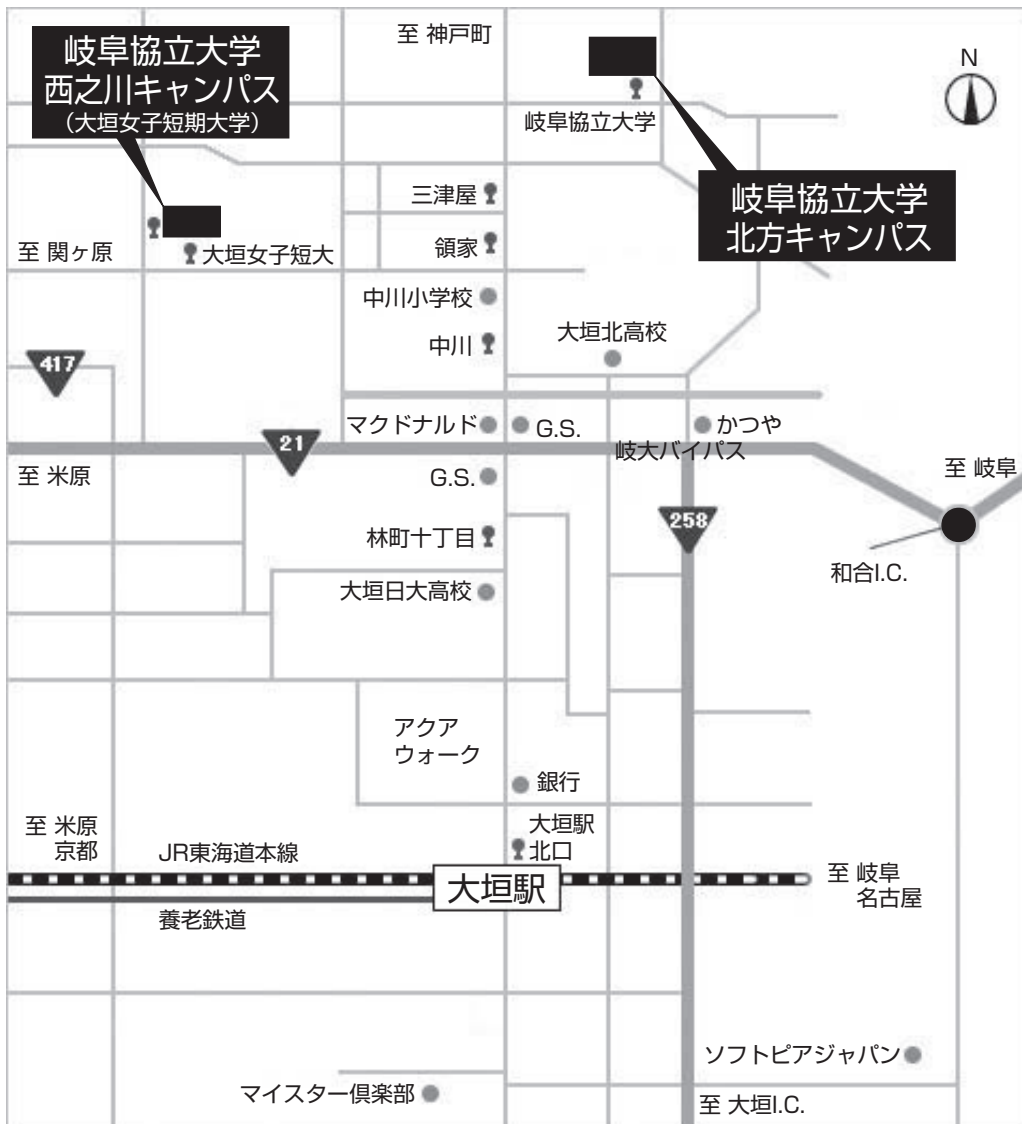 至 神戸町
岐阜協立大学
西之川キャンパス
（大垣女子短期大学）
N
岐阜協立大学
岐阜協立大学
北方キャンパス
三津屋
領家
至 関ヶ原
大垣女子短大
中川小学校
中川
大垣北高校
417
マクドナルド
G.S.
かつや
21
岐大バイパス
至 米原
G.S.
至 岐阜
258
林町十丁目
和合I.C.
大垣日大高校
アクア
ウォーク
銀行
至 米原
京都
JR東海道本線
大垣駅
北口
大垣駅
至 岐阜
名古屋
養老鉄道
ソフトピアジャパン
マイスター倶楽部
至 大垣I.C.